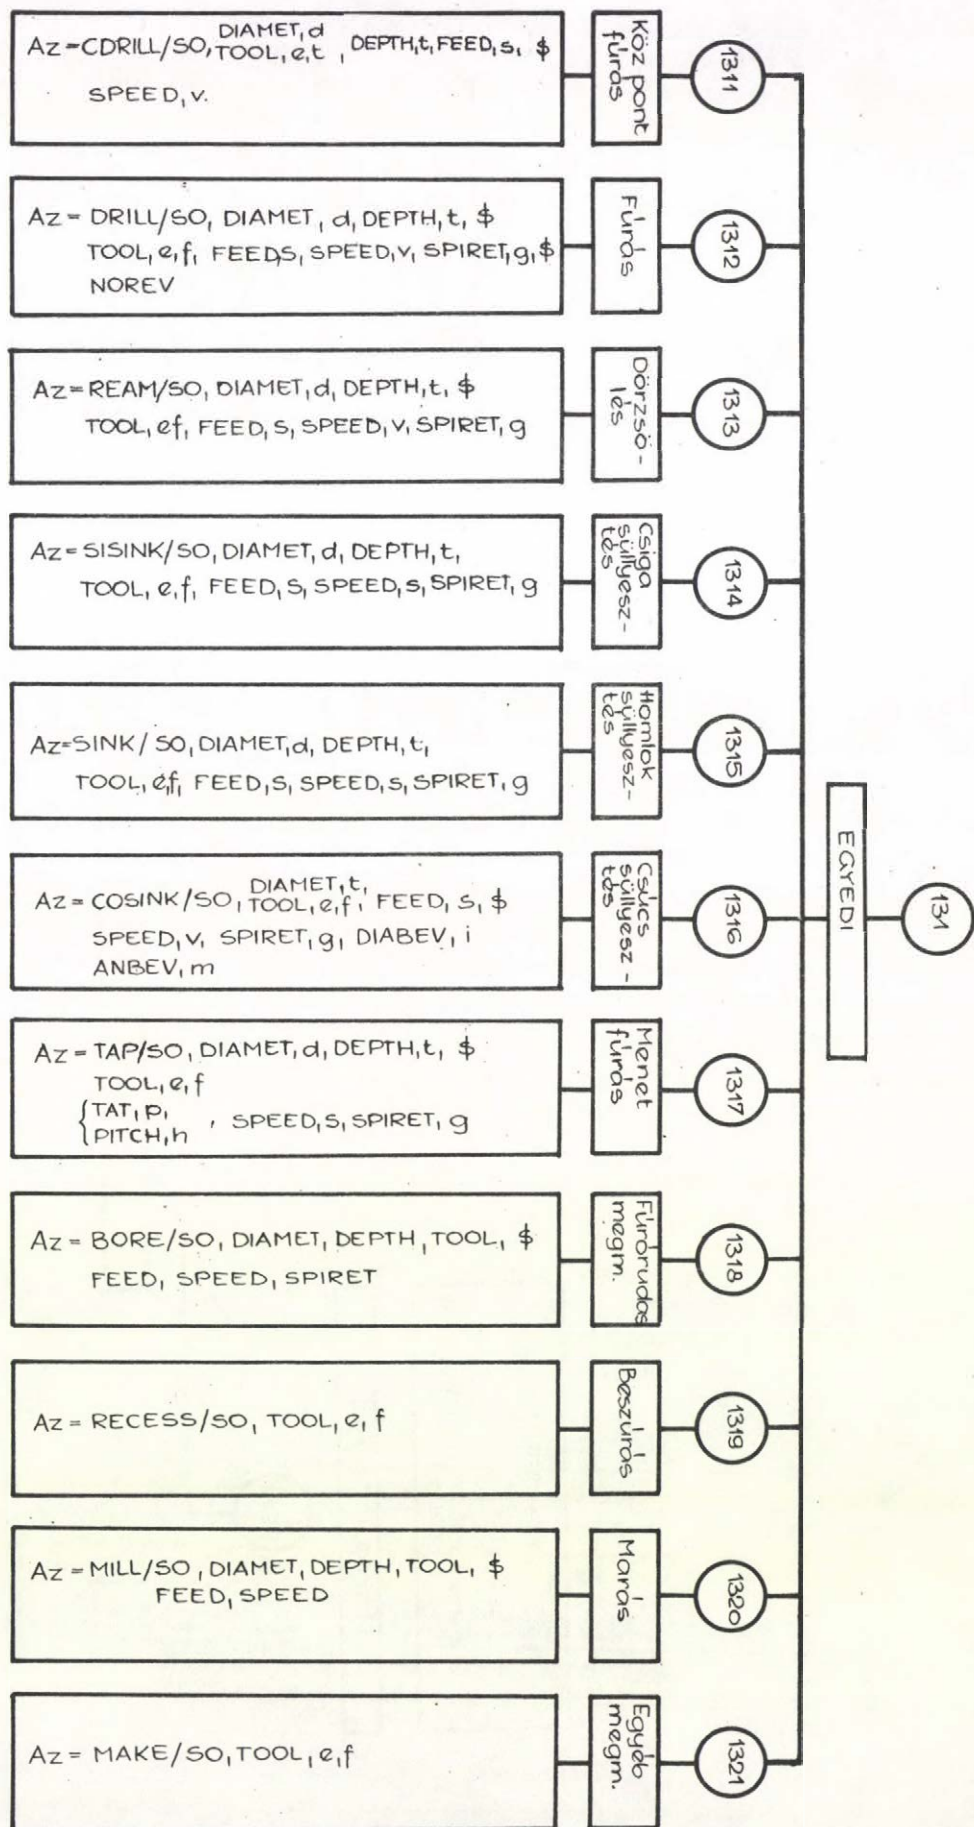 131
EGYEDI
1311
Köz pont
fúrás
Az=CDRILL/SO, DIAMET,d
TOOL,e,t , DEPTH,t,FEED,s, $
SPEED,v.
1312
Fúrás
Az= DRILL/SO, DIAMET, d, DEPTH,t, $
TOOL,e,f, FEED,S, SPEED,v, SPIRET,g,$
NOREV
1313
Dörzsö-
lés
Az=REAM/SO, DIAMET,d, DEPTH,t, $
TOOL, ef, FEED,s, SPEED,v, SPIRET,g
1314
Csiga
süllyesz-
tés
Az=SISINK/SO, DIAMET,d, DEPTH,t,
TOOL, e,f, FEED,S, SPEED,s, SPIRET,g
1315
Homlok
süllyesz-
tés
Az=SINK/SO, DIAMET,d, DEPTH,t,
TOOL,e,f, FEED,S, SPEED,s, SPIRET,g
1316
Csúcs
süllyesz-
tés
Az= COSINK/SO, DIAMET,t,
TOOL,e,f, FEED, s, $
SPEED,v, SPIRET,g, DIABEV, i
ANBEV, m
1317
Menet
fúrás
Az= TAP/SO, DIAMET,d, DEPTH,t, $
TOOL,e,f
{TAT,p,
PITCH,h , SPEED,S, SPIRET, g
1318
Fúrórudas
megm.
Az= BORE/SO, DIAMET, DEPTH, TOOL, $
FEED, SPEED, SPIRET
1319
Beszúrás
Az= RECESS/SO, TOOL, e, f
1320
Marás
Az=MILL/SO, DIAMET, DEPTH, TOOL, $
FEED, SPEED
1321
Egyéb
megm.
Az= MAKE/SO, TOOL, e,f